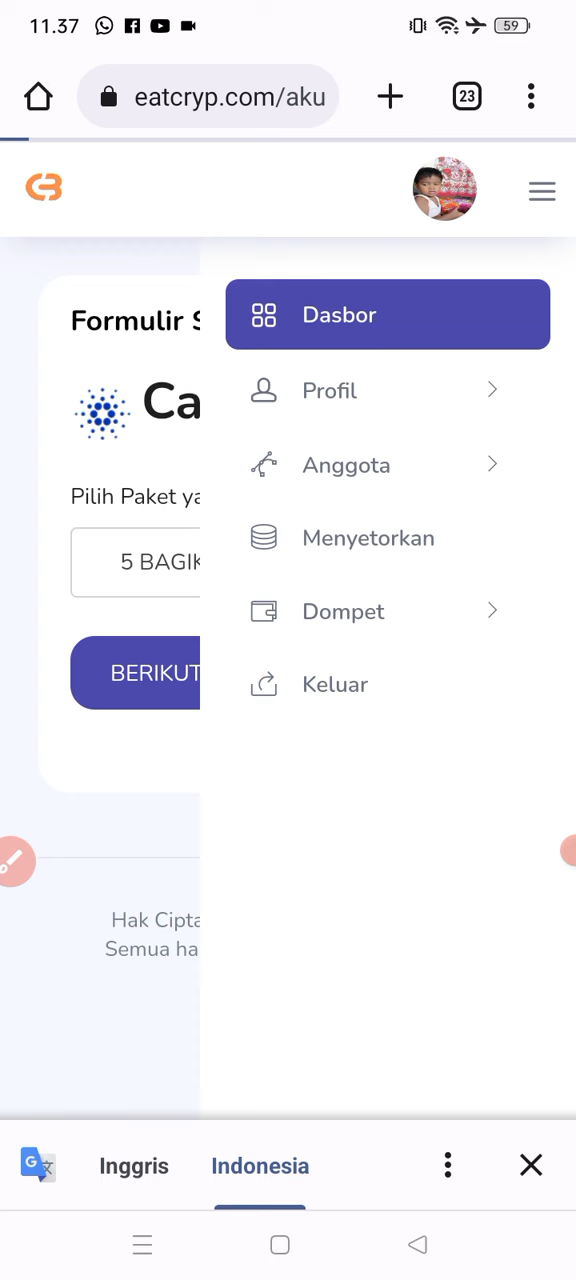 11.37
59
eatcryp.com/aku
23
Formulir S
Ca
Pilih Paket ya
5 BAGIK
BERIKUT
Dasbor
Profil
Anggota
Menyetorkan
Dompet
Keluar
Hak Cipta
Semua ha
Inggris
Indonesia